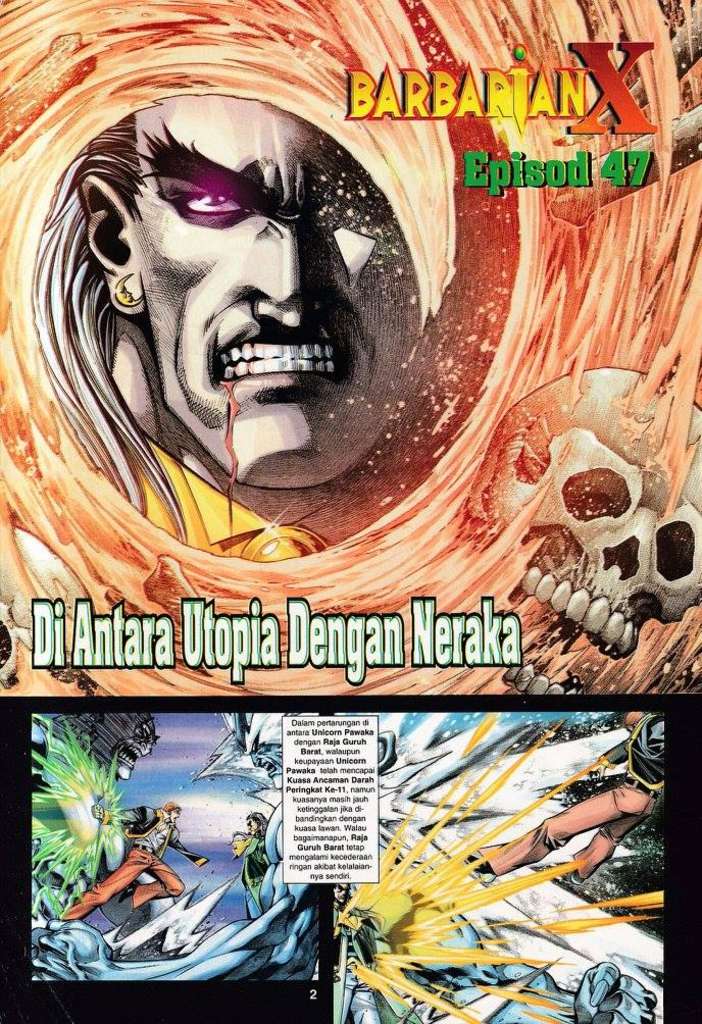 BARBARIAN X
Episod 47
Di Antara Utopia Dengan Neraka
Dalam pertarungan di
antara Unicorn Pawaka
dengan Raja Guruh
Barat, walaupun
keupayaan Unicorn
Pawaka telah mencapai
Kuasa Ancaman Darah
Peringkat Ke-11, namun
kuasanya masih jauh
ketinggalan jika di-
bandingkan dengan
kuasa lawan. Walau
bagaimanapun, Raja
Guruh Barat tetap
mengalami kecederaan
ringan akibat kelalaian-
nya sendiri.
2